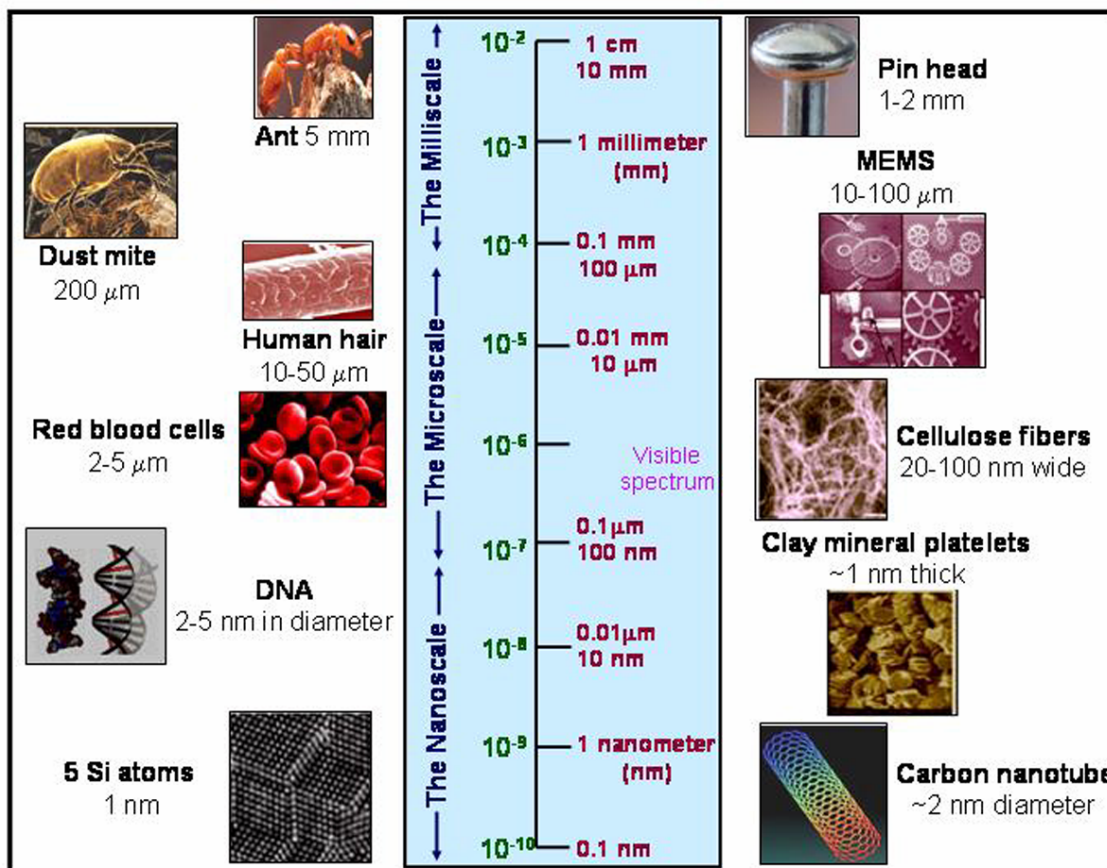 Ant 5 mm
Dust mite
200 μm
Human hair
10-50 μm
Red blood cells
2-5 μm
DNA
2-5 nm in diameter
5 Si atoms
1 nm
The Milliscale
The Microscale
The Nanoscale
10⁻²
1 cm
10 mm
10⁻³
1 millimeter
(mm)
10⁻⁴
0.1 mm
100 μm
10⁻⁵
0.01 mm
10 μm
10⁻⁶
Visible
spectrum
10⁻⁷
0.1μm
100 nm
10⁻⁸
0.01μm
10 nm
10⁻⁹
1 nanometer
(nm)
10⁻¹⁰
0.1 nm
Pin head
1-2 mm
MEMS
10-100 μm
Cellulose fibers
20-100 nm wide
Clay mineral platelets
~1 nm thick
Carbon nanotube
~2 nm diameter